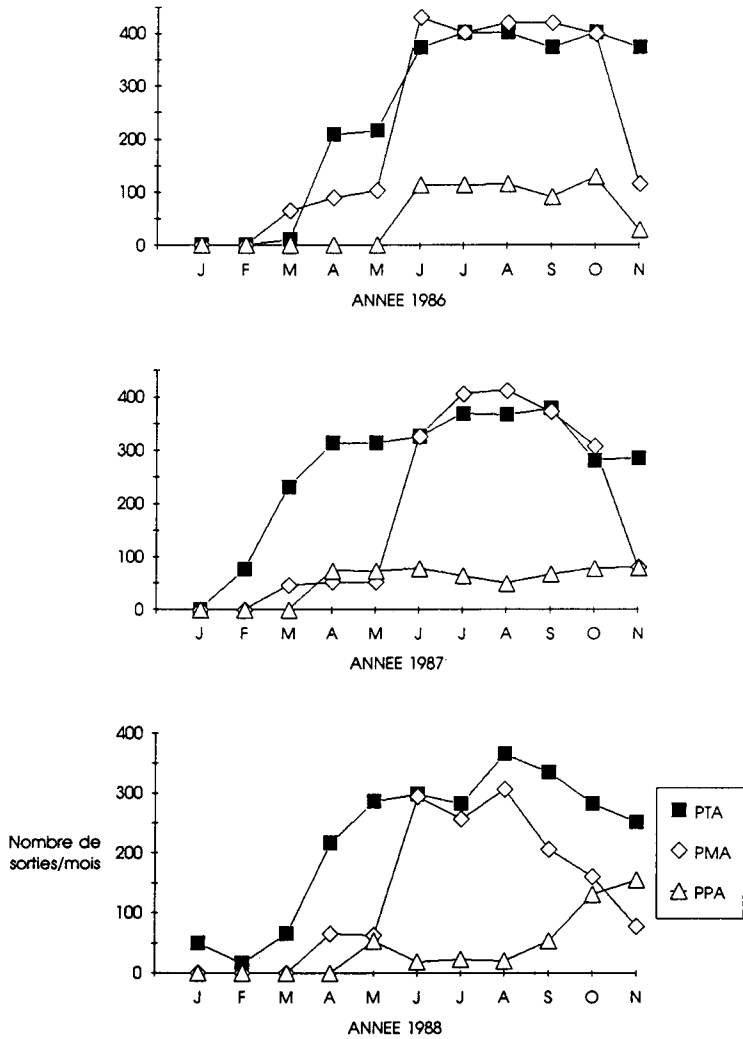 400
300
200
100
0
J F M A M J J A S O N
ANNEE 1986
400
300
200
100
0
J F M A M J J A S O N
ANNEE 1987
400
300
200
100
0
Nombre de
sorties/mois
PTA
PMA
PPA
J F M A M J J A S O N
ANNEE 1988